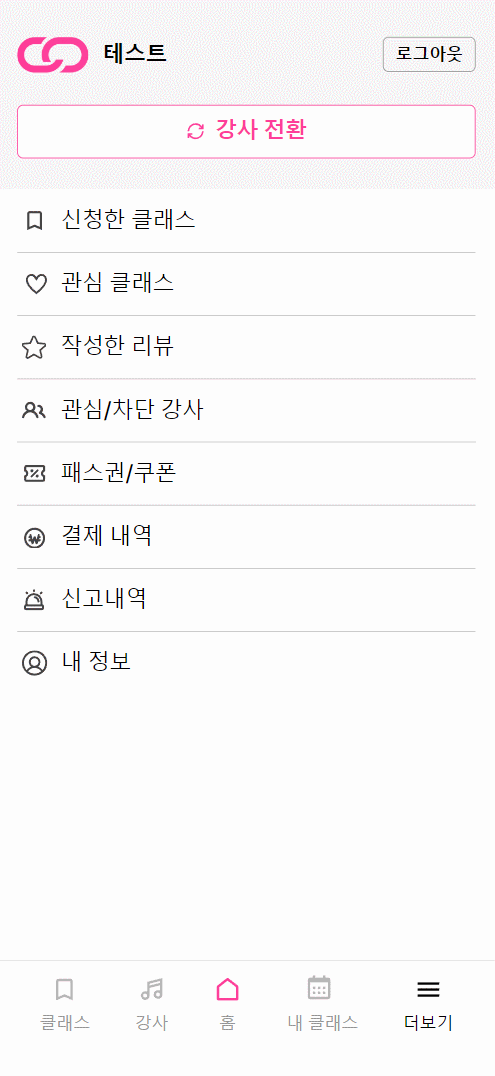 테스트
로그아웃
강사 전환
신청한 클래스
관심 클래스
작성한 리뷰
관심/차단 강사
패스권/쿠폰
결제 내역
신고내역
내 정보
클래스
강사
홈
내 클래스
더보기